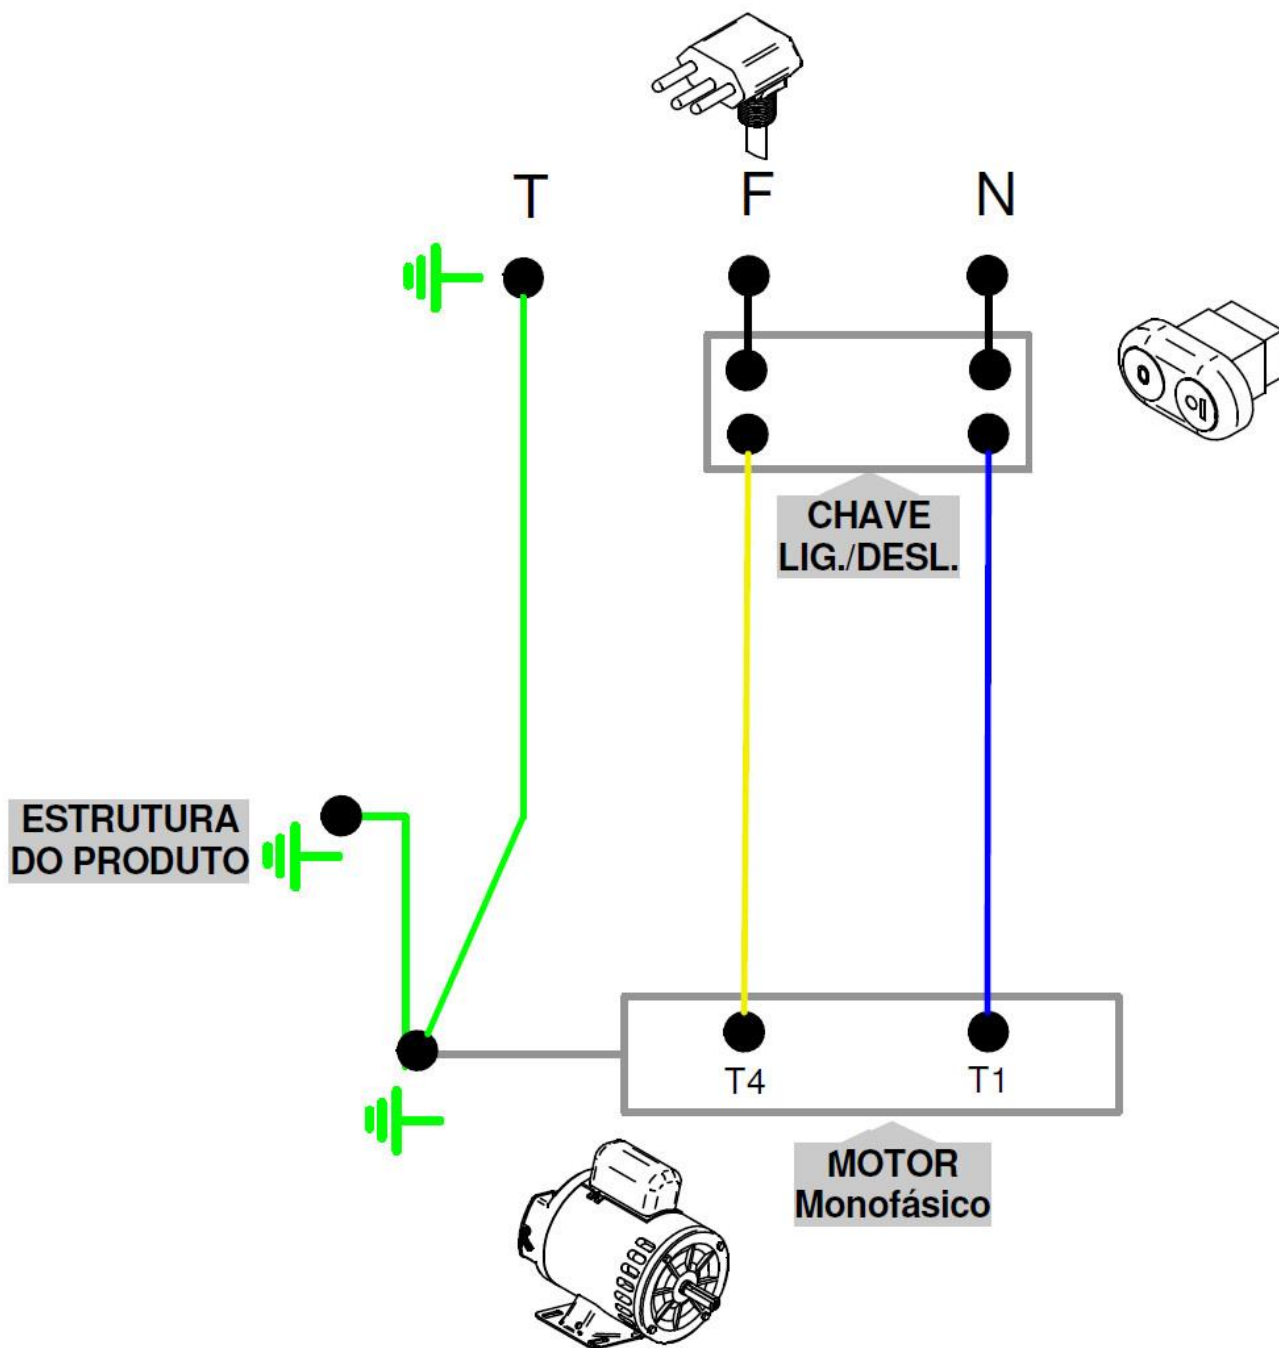 T F N
CHAVE
LIG./DESL.
ESTRUTURA
DO PRODUTO
T4 T1
MOTOR
Monofásico